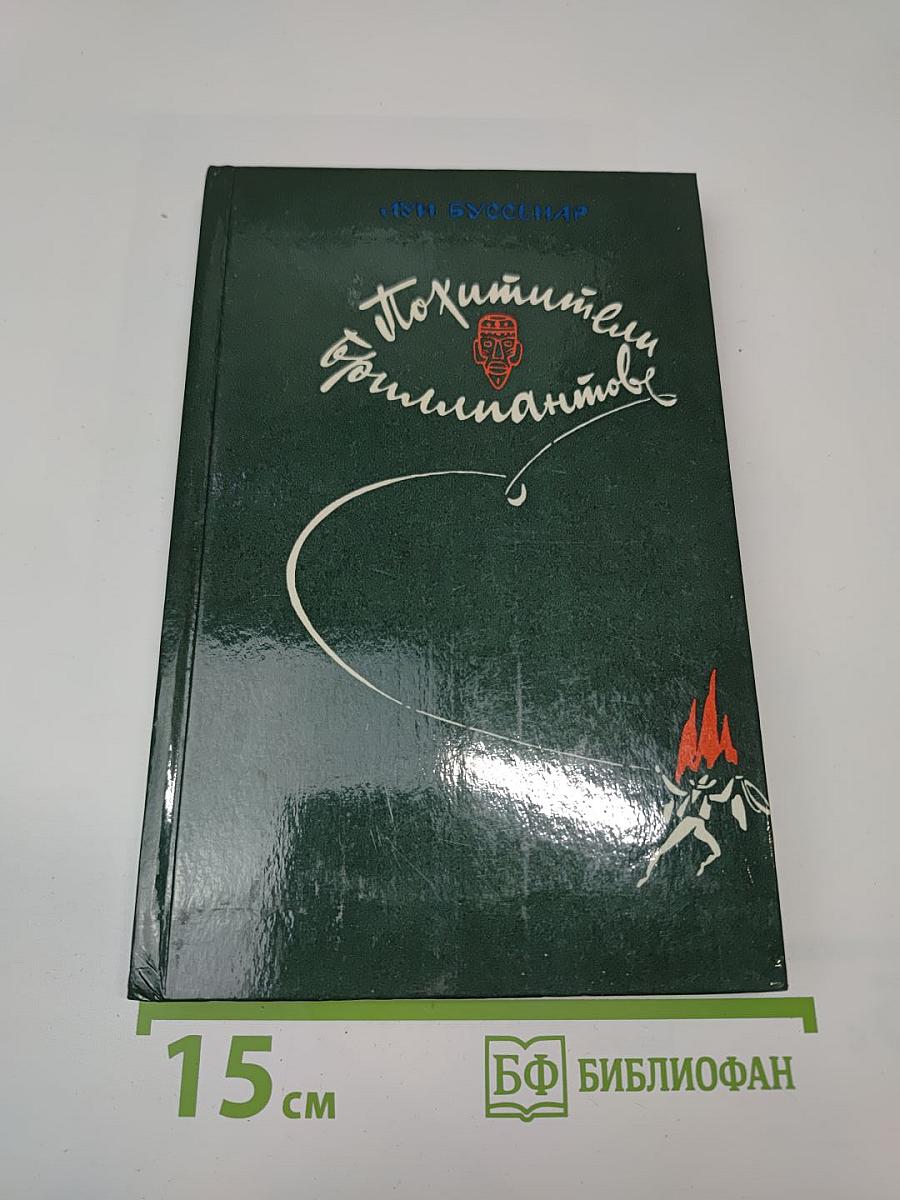 ЛУИ БУССЕНАР
Похитители
бриллиантов
15 см
БФ БИБЛИОФАН